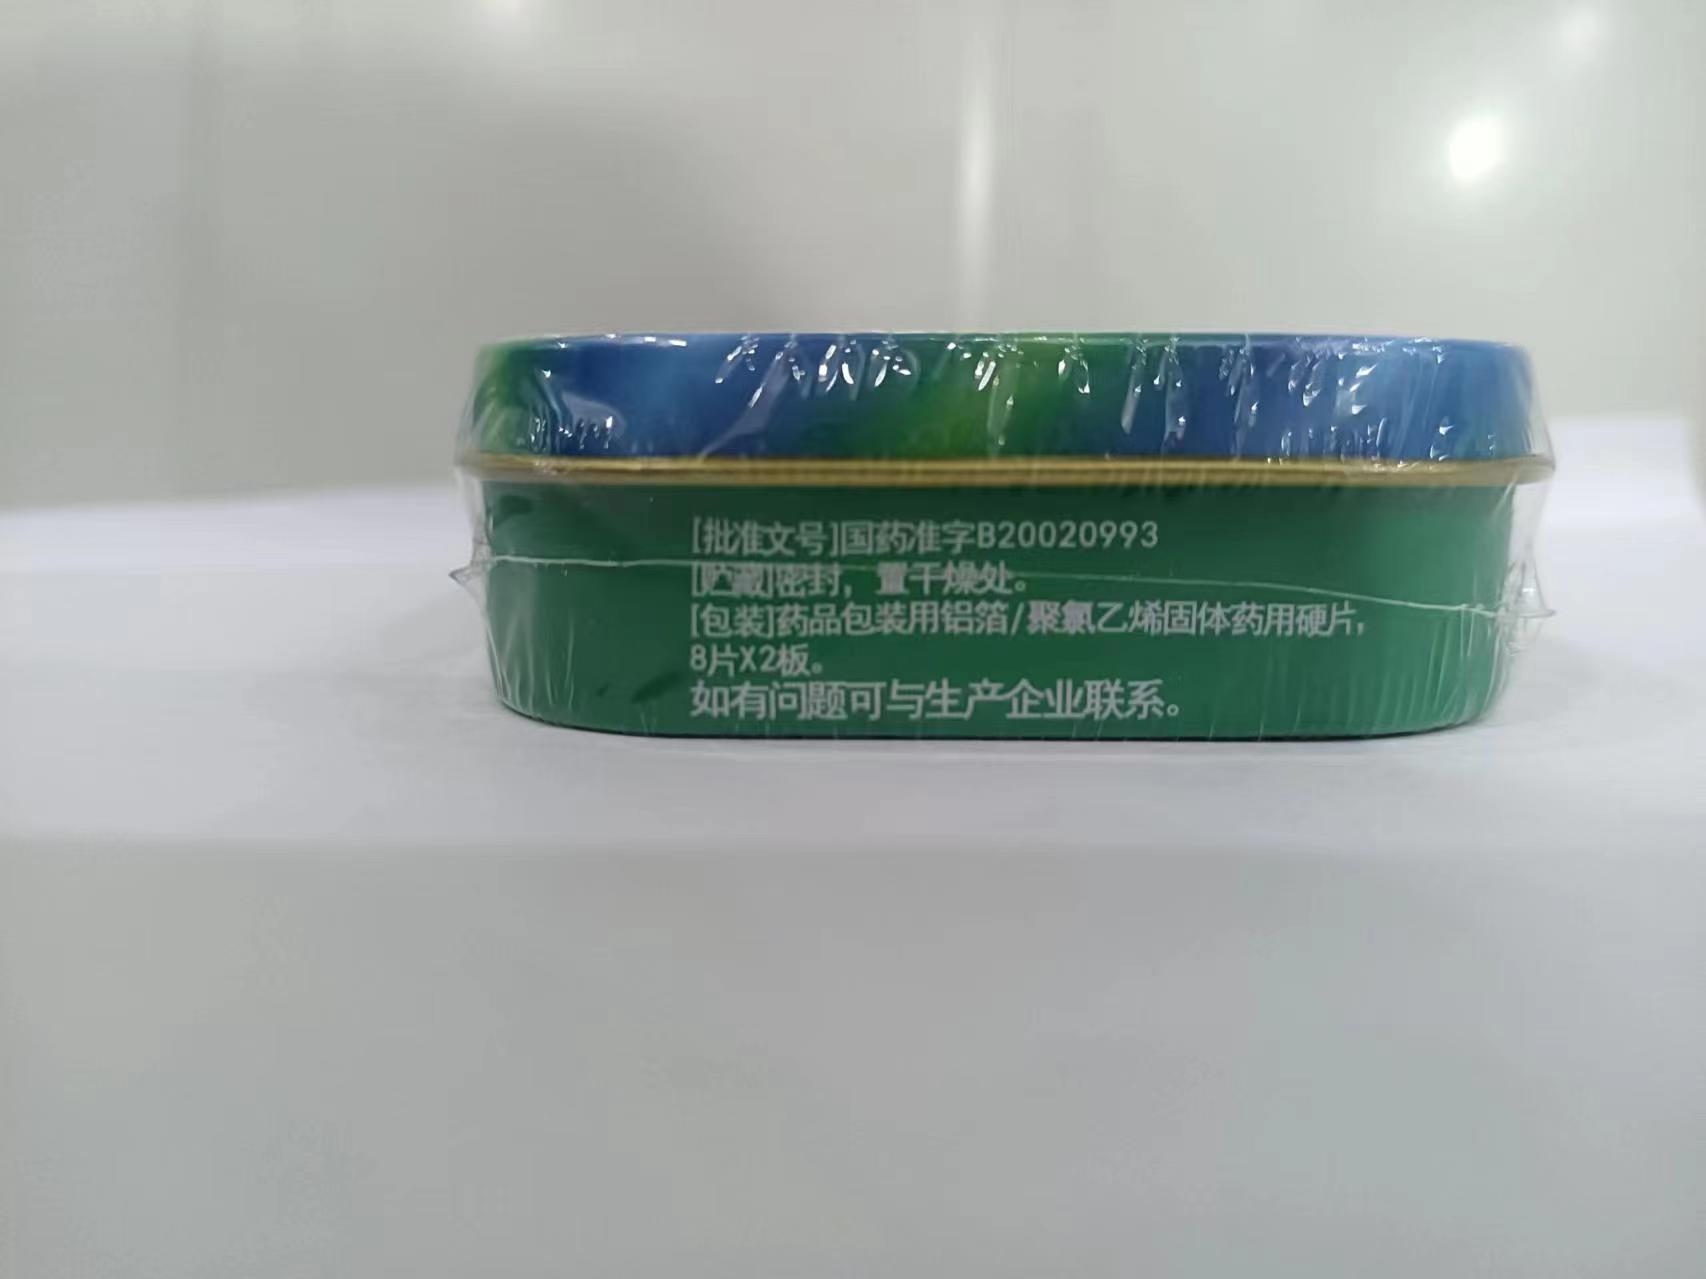 [批准文号]国药准字B20020993
[贮藏]密封，置干燥处。
[包装]药品包装用铝箔/聚氯乙烯固体药用硬片，
8片X2板。
如有问题可与生产企业联系。